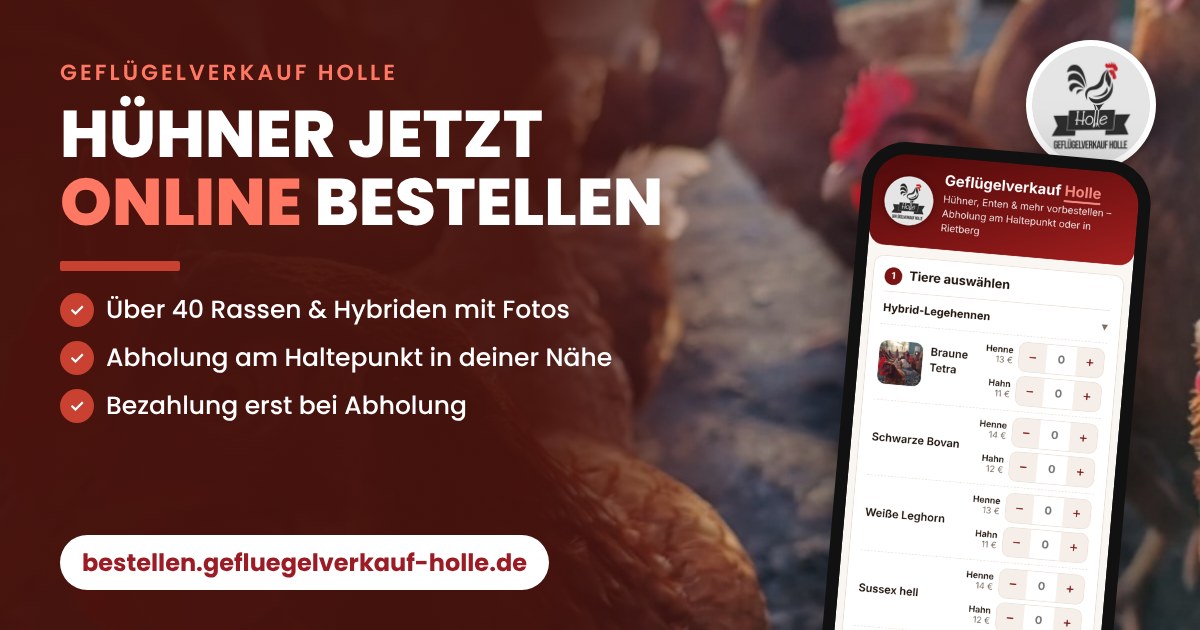 GEFLÜGELVERKAUF HOLLE
HÜHNER JETZT
ONLINE BESTELLEN
Über 40 Rassen & Hybriden mit Fotos
Abholung am Haltepunkt in deiner Nähe
Bezahlung erst bei Abholung
bestellen.gefluegelverkauf-holle.de
Holle
GEFLÜGELVERKAUF HOLLE
Holle
Geflügelverkauf Holle
Hühner, Enten & mehr vorbestellen –
Abholung am Haltepunkt oder in
Rietberg
1 Tiere auswählen
Hybrid-Legehennen ▼
Braune
Tetra
Henne
13 €
− 0 +
Hahn
11 €
− 0 +
Schwarze Bovan
Henne
14 €
− 0 +
Hahn
12 €
− 0 +
Weiße Leghorn
Henne
13 €
− 0 +
Hahn
11 €
− 0 +
Sussex hell
Henne
14 €
− 0 +
Hahn
12 €
− 0 +